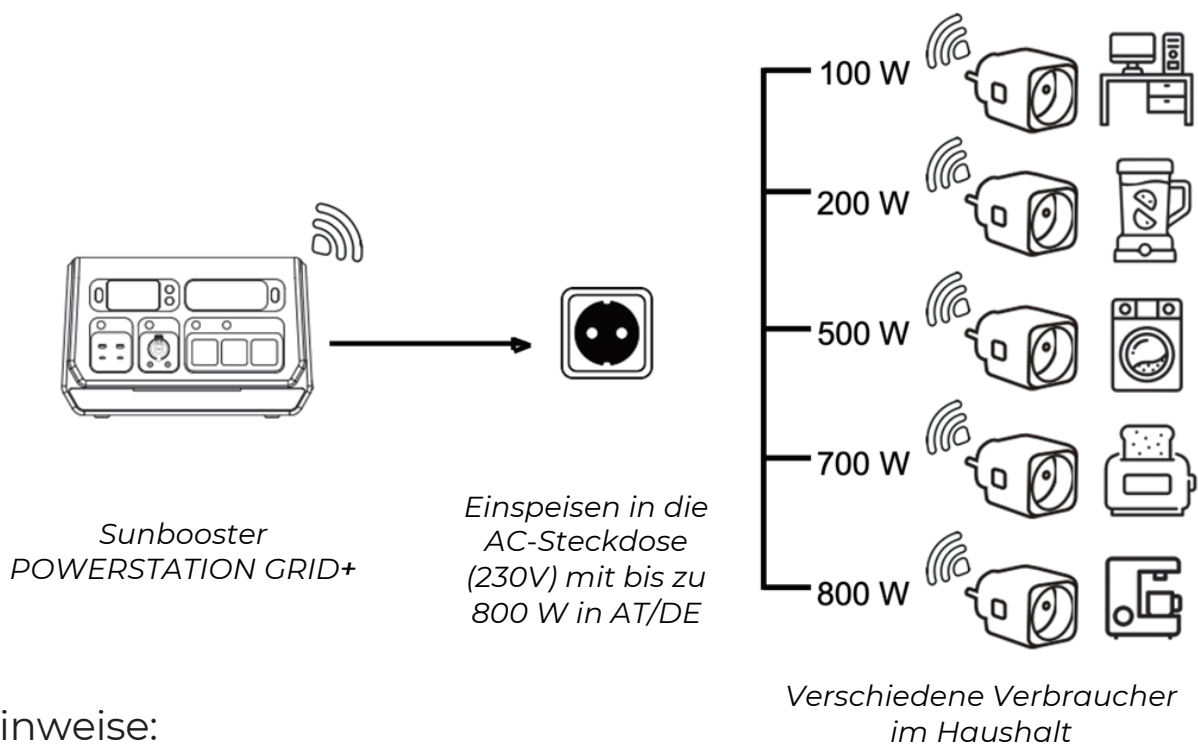 100 W
200 W
500 W
700 W
800 W
Sunbooster
POWERSTATION GRID+
Einspeisen in die
AC-Steckdose
(230V) mit bis zu
800 W in AT/DE
Verschiedene Verbraucher
im Haushalt
inweise: